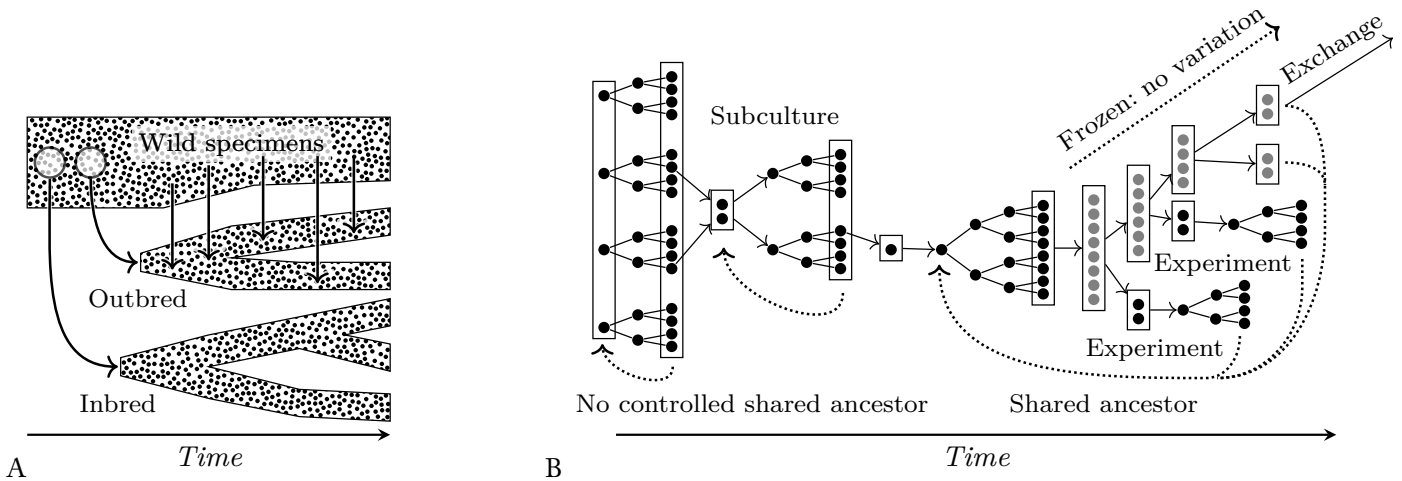 Wild specimens
Outbred
Inbred
Time
A
Subculture
Frozen: no variation
Exchange
Experiment
Experiment
No controlled shared ancestor
Shared ancestor
Time
B